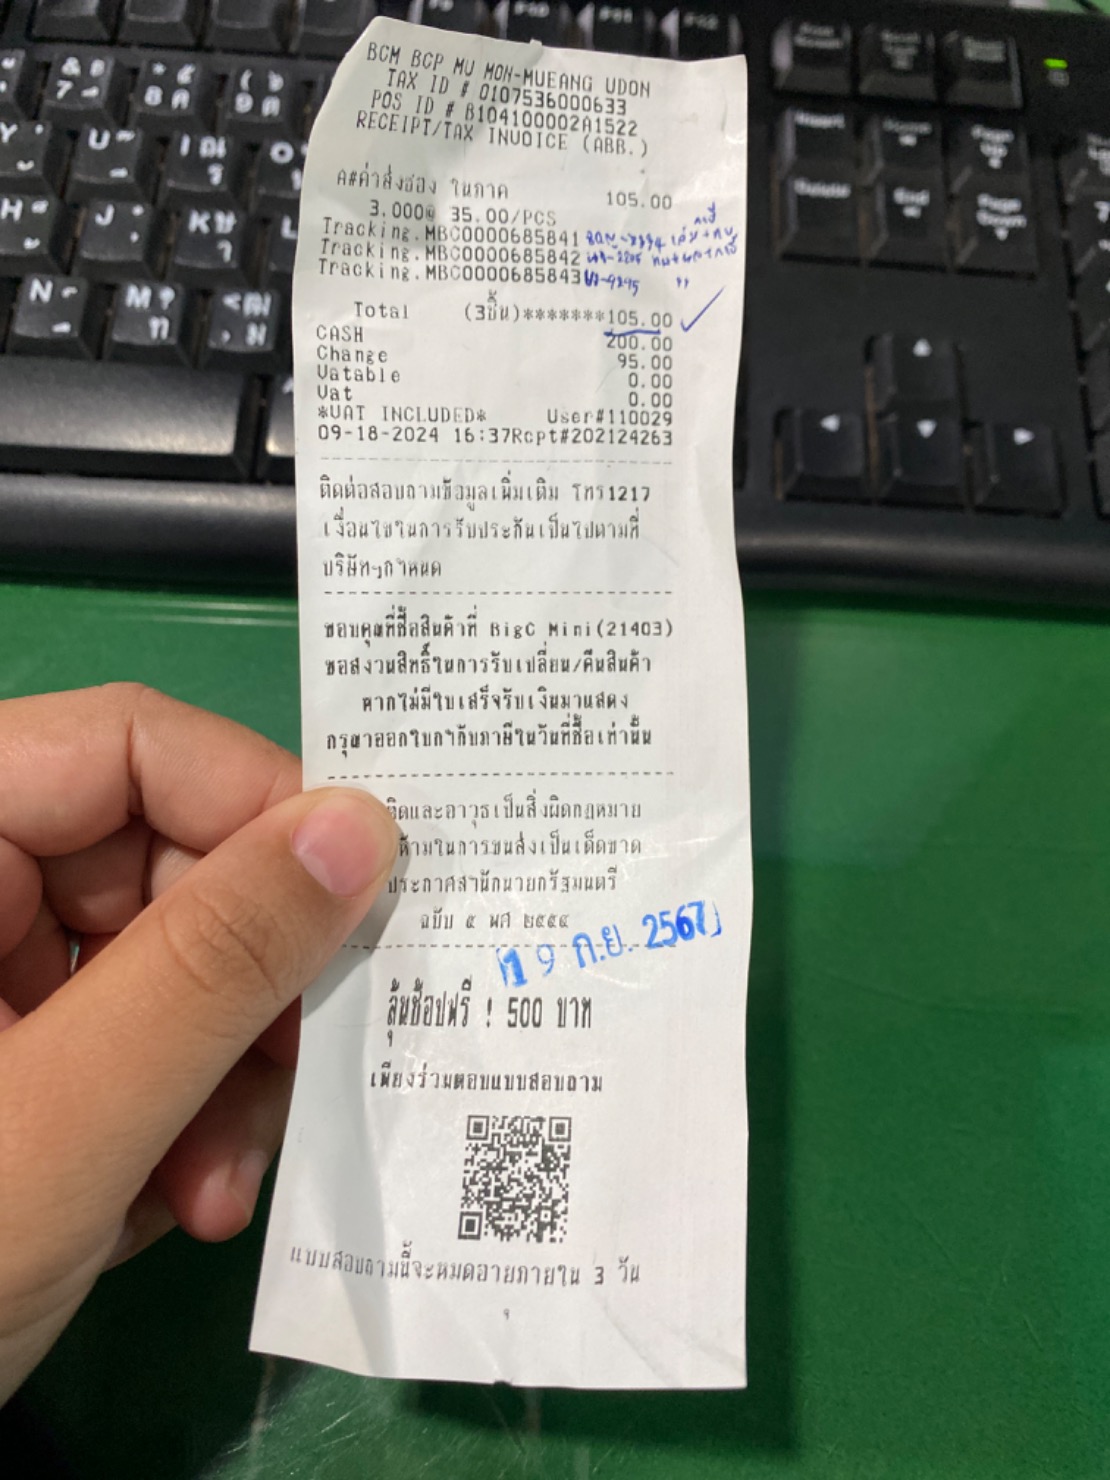 BCM BCP MU MON-MUEANG UDON
TAX ID # 0107536000633
POS ID # B104100002A1522
RECEIPT/TAX INVOICE (ABB.)
A#ค่าส่งซอง ในภาค 105.00
3.000@ 35.00/PCS
Tracking.MBC0000685841
Tracking.MBC0000685842
Tracking.MBC0000685843
Total (3ชิ้น)*******105.00
CASH 200.00
Change 95.00
Vatable 0.00
Vat 0.00
*VAT INCLUDED* User#110029
09-18-2024 16:37Rcpt#202124263
ติดต่อสอบถามข้อมูลเพิ่มเติม โทร1217
เงื่อนไขในการรับประกันเป็นไปตามที่
บริษัทฯกำหนด
ขอบคุณที่ซื้อสินค้าที่ BigC Mini(21403)
ขอสงวนสิทธิ์ในการรับเปลี่ยน/คืนสินค้า
หากไม่มีใบเสร็จรับเงินมาแสดง
กรุณาออกใบกำกับภาษีในวันที่ซื้อเท่านั้น
และอาวุธเป็นสิ่งผิดกฎหมาย
ห้ามในการขนส่งเป็นเด็ดขาด
ประกาศสำนักนายกรัฐมนตรี
ฉบับ ๕ พศ ๒๕๕๔
19 ก.ย. 2567
ลุ้นช้อปฟรี ! 500 บาท
เพียงร่วมตอบแบบสอบถาม
แบบสอบถามนี้จะหมดอายุภายใน 3 วัน